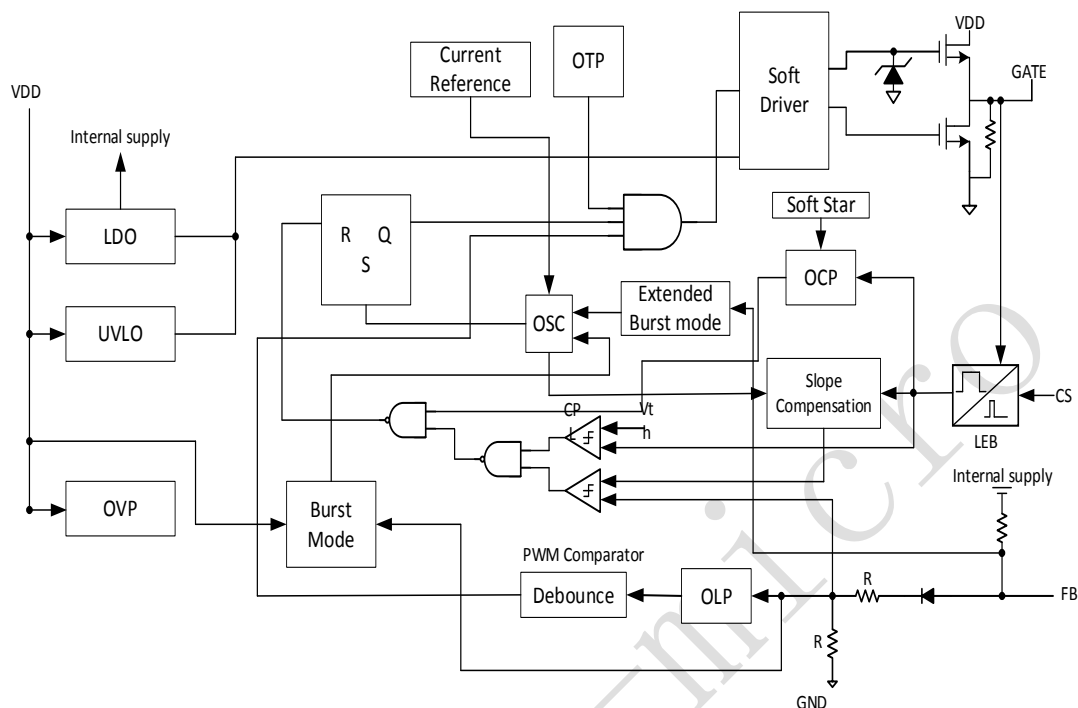 VDD
Current
Reference
OTP
Soft
Driver
VDD
GATE
Internal supply
LDO
R Q
S
Soft Star
OCP
UVLO
OSC
Extended
Burst mode
Slope
Compensation
CS
LEB
CP
L
Vt
h
Internal supply
OVP
Burst
Mode
PWM Comparator
Debounce
OLP
R
FB
R
GND
micro